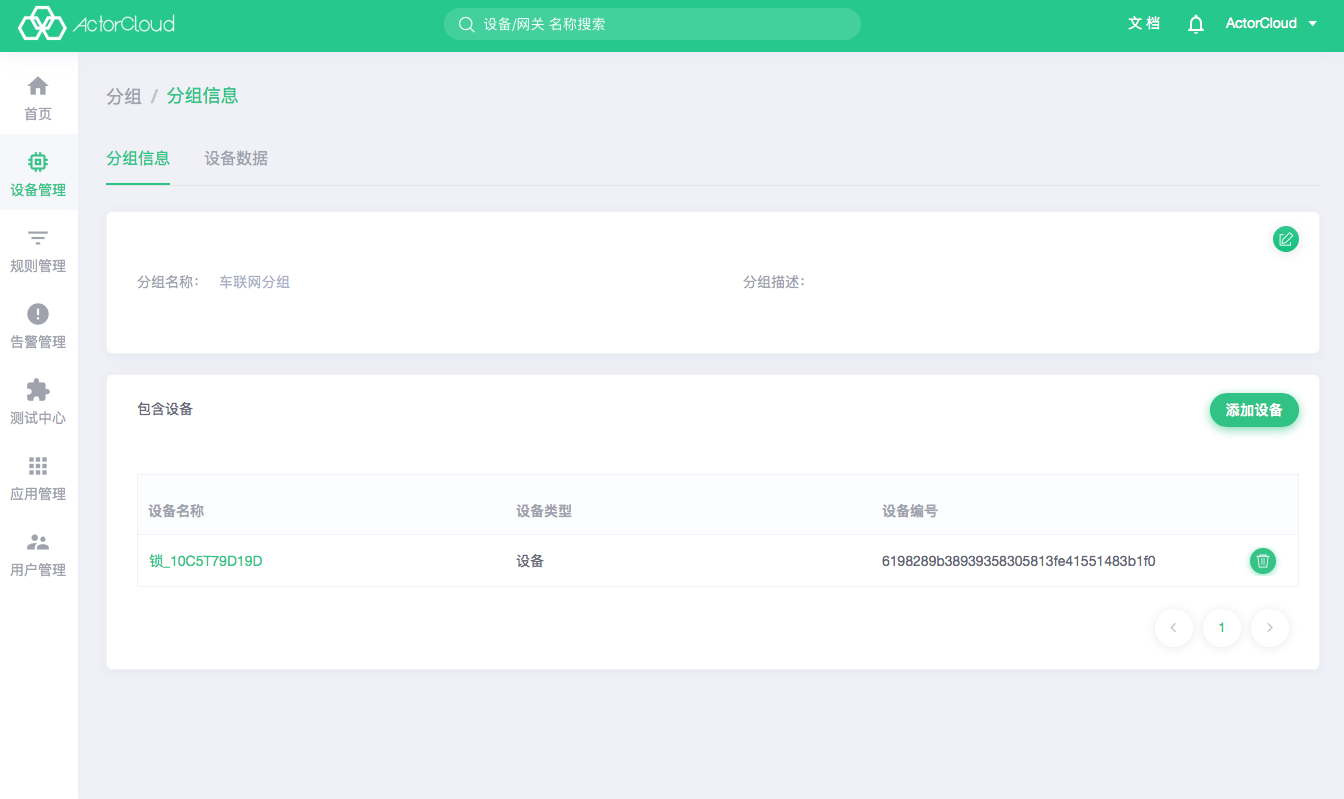 ActorCloud
设备/网关 名称搜索
文 档
ActorCloud
首页
设备管理
规则管理
告警管理
测试中心
应用管理
用户管理
分组 / 分组信息
分组信息 设备数据
分组名称： 车联网分组 分组描述：
包含设备 添加设备
设备名称 设备类型 设备编号
锁_10C5T79D19D 设备 6198289b38939358305813fe41551483b1f0
1